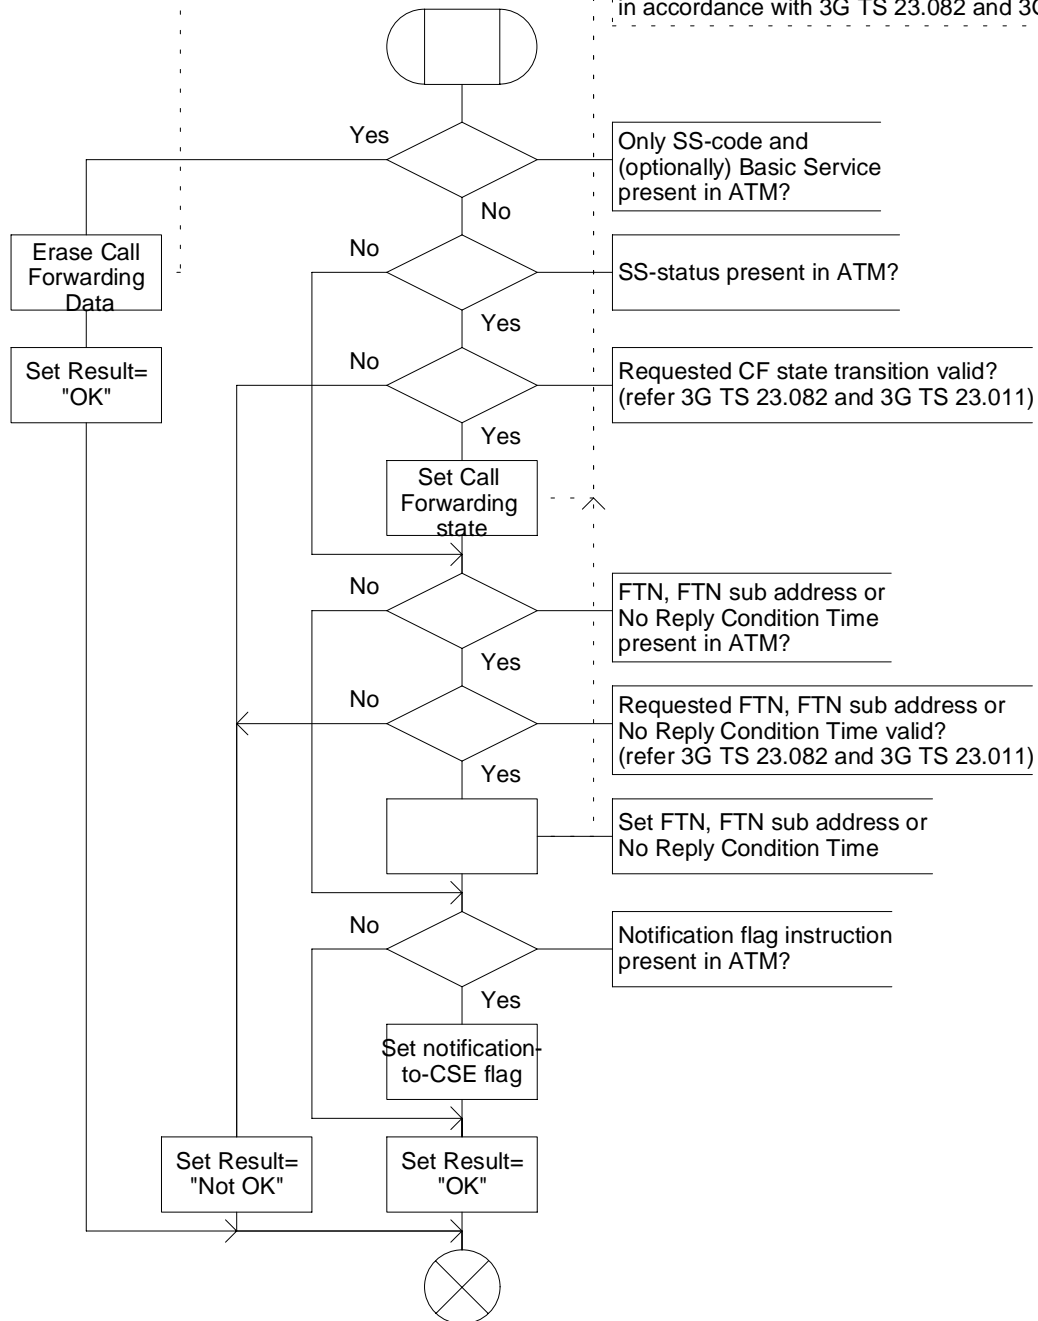 in accordance with 3G TS 23.082 and 3G
Yes
Only SS-code and
(optionally) Basic Service
present in ATM?
No
Erase Call
Forwarding
Data
No
SS-status present in ATM?
Yes
Set Result=
"OK"
No
Requested CF state transition valid?
(refer 3G TS 23.082 and 3G TS 23.011)
Yes
Set Call
Forwarding
state
No
FTN, FTN sub address or
No Reply Condition Time
present in ATM?
Yes
No
Requested FTN, FTN sub address or
No Reply Condition Time valid?
(refer 3G TS 23.082 and 3G TS 23.011)
Yes
Set FTN, FTN sub address or
No Reply Condition Time
No
Notification flag instruction
present in ATM?
Yes
Set notification-
to-CSE flag
Set Result=
"Not OK"
Set Result=
"OK"